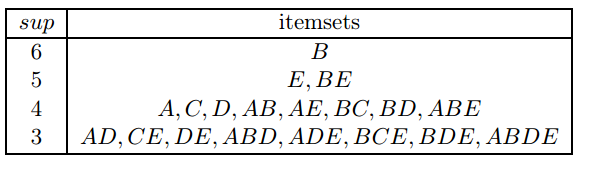 sup itemsets
6 B
5 E, BE
4 A, C, D, AB, AE, BC, BD, ABE
3 AD, CE, DE, ABD, ADE, BCE, BDE, ABDE